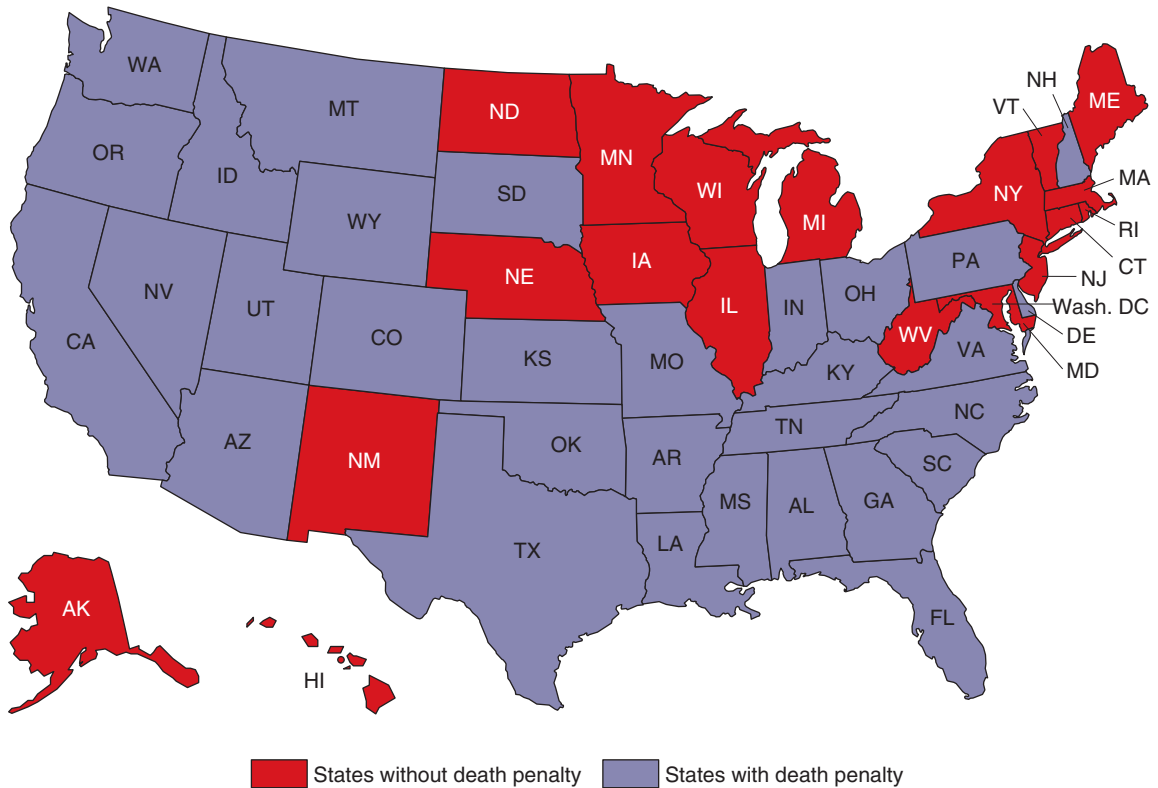 WA
MT
ND
MN
OR
ID
SD
WI
MI
WY
NH
VT
ME
NY
MA
RI
CT
NJ
Wash. DC
DE
MD
PA
NE
IA
NV
UT
CO
CA
IL
IN
OH
WV
VA
KS
MO
KY
NC
TN
AZ
NM
OK
AR
SC
MS
AL
GA
TX
LA
FL
AK
HI
States without death penalty
States with death penalty